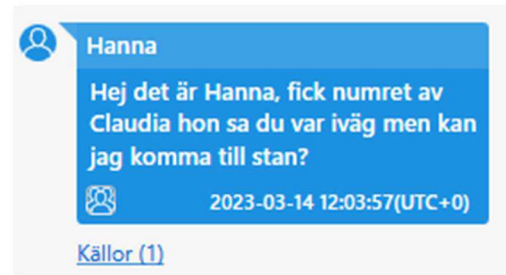 Hanna
Hej det är Hanna, fick numret av
Claudia hon sa du var iväg men kan
jag komma till stan?
2023-03-14 12:03:57(UTC+0)
Källor (1)